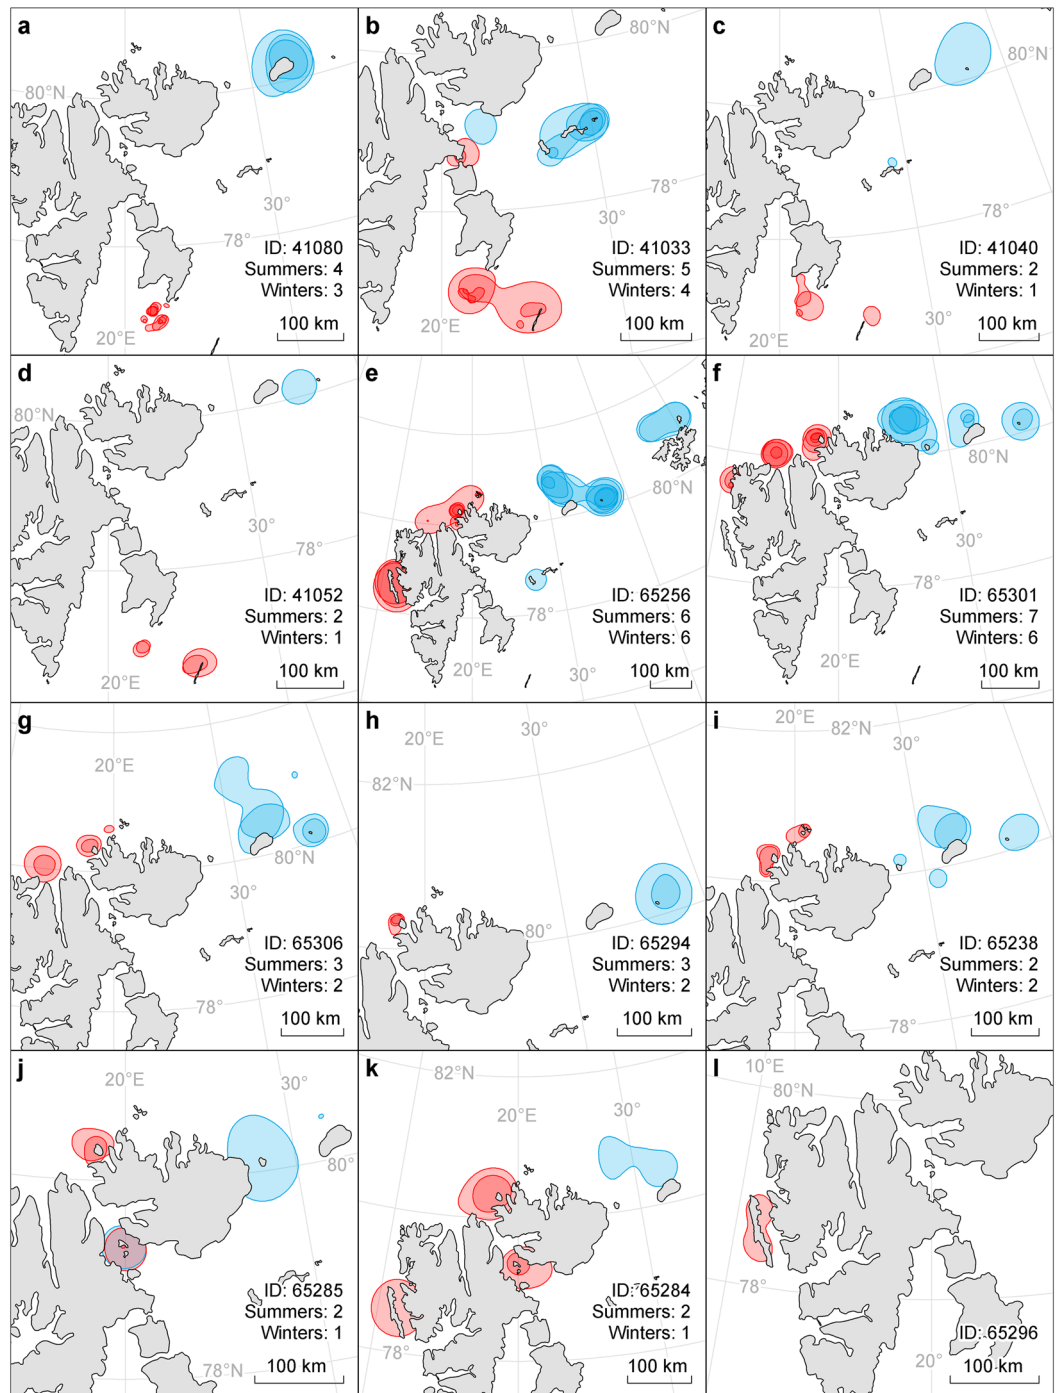 a
80°N
30°
78°
ID: 41080
Summers: 4
Winters: 3
20°E
100 km
b
80°N
78°
30°
ID: 41033
Summers: 5
Winters: 4
20°E
100 km
c
80°N
78°
ID: 41040
Summers: 2
Winters: 1
30°
20°E
100 km
d
80°N
30°
78°
ID: 41052
Summers: 2
Winters: 1
20°E
100 km
e
80°N
78°
ID: 65256
Summers: 6
Winters: 6
20°E
30°
100 km
f
80°N
30°
78°
ID: 65301
Summers: 7
Winters: 6
20°E
100 km
g
20°E
80°N
30°
ID: 65306
Summers: 3
Winters: 2
78°
100 km
h
20°E
30°
82°N
80°
ID: 65294
Summers: 3
Winters: 2
100 km
i
20°E
82°N
30°
80°
ID: 65238
Summers: 2
Winters: 2
78°
100 km
j
20°E
30°
80°
ID: 65285
Summers: 2
Winters: 1
78°N
100 km
k
82°N
20°E
30°
ID: 65284
Summers: 2
Winters: 1
78°
100 km
l
10°E
80°N
78°
ID: 65296
20°
100 km